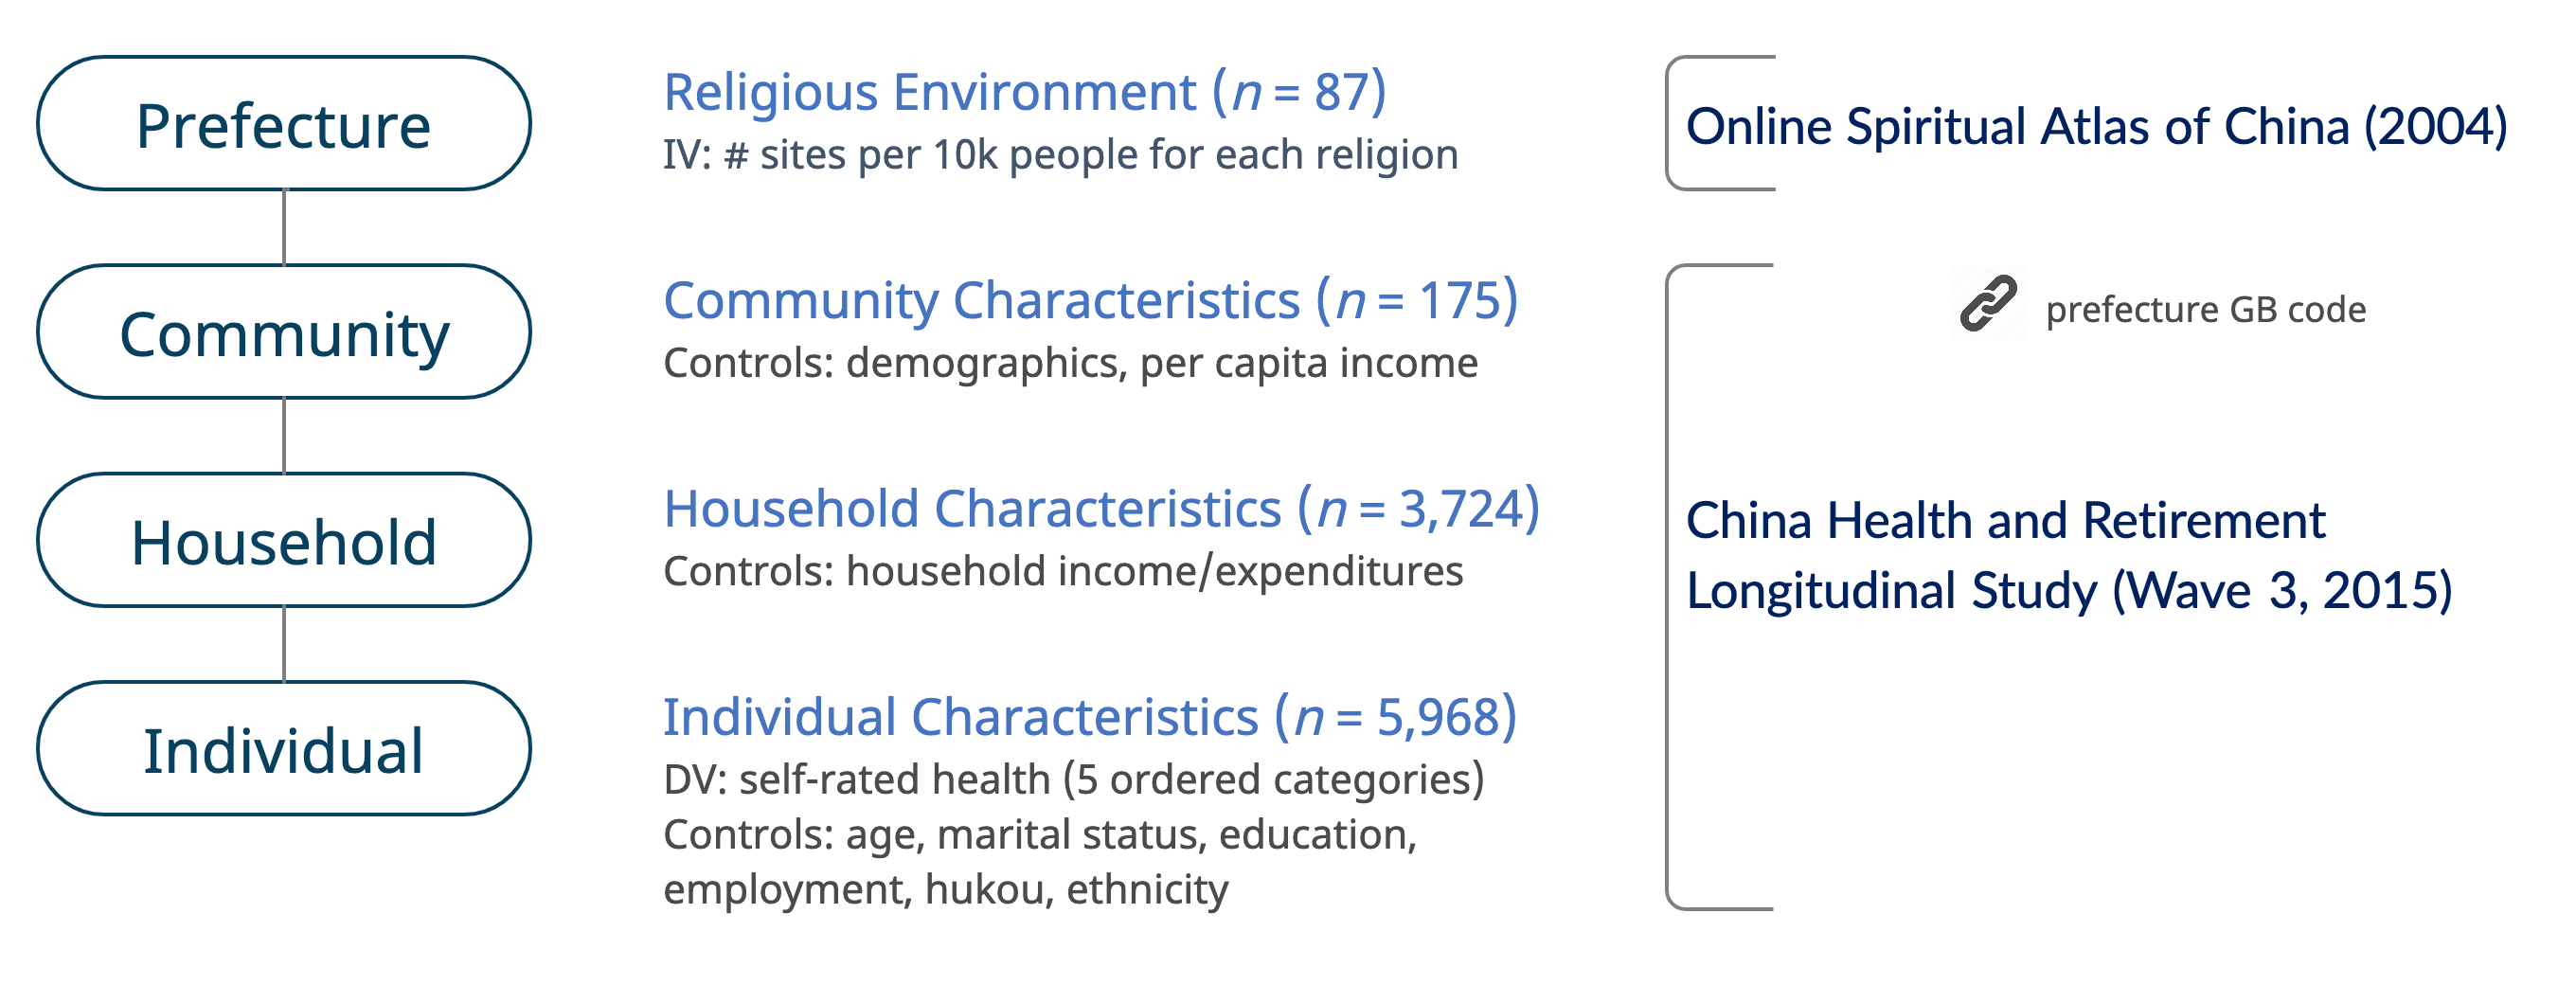 Prefecture
Religious Environment (n = 87)
IV: # sites per 10k people for each religion
Online Spiritual Atlas of China (2004)
Community
Community Characteristics (n = 175)
Controls: demographics, per capita income
prefecture GB code
Household
Household Characteristics (n = 3,724)
Controls: household income/expenditures
China Health and Retirement
Longitudinal Study (Wave 3, 2015)
Individual
Individual Characteristics (n = 5,968)
DV: self-rated health (5 ordered categories)
Controls: age, marital status, education,
employment, hukou, ethnicity